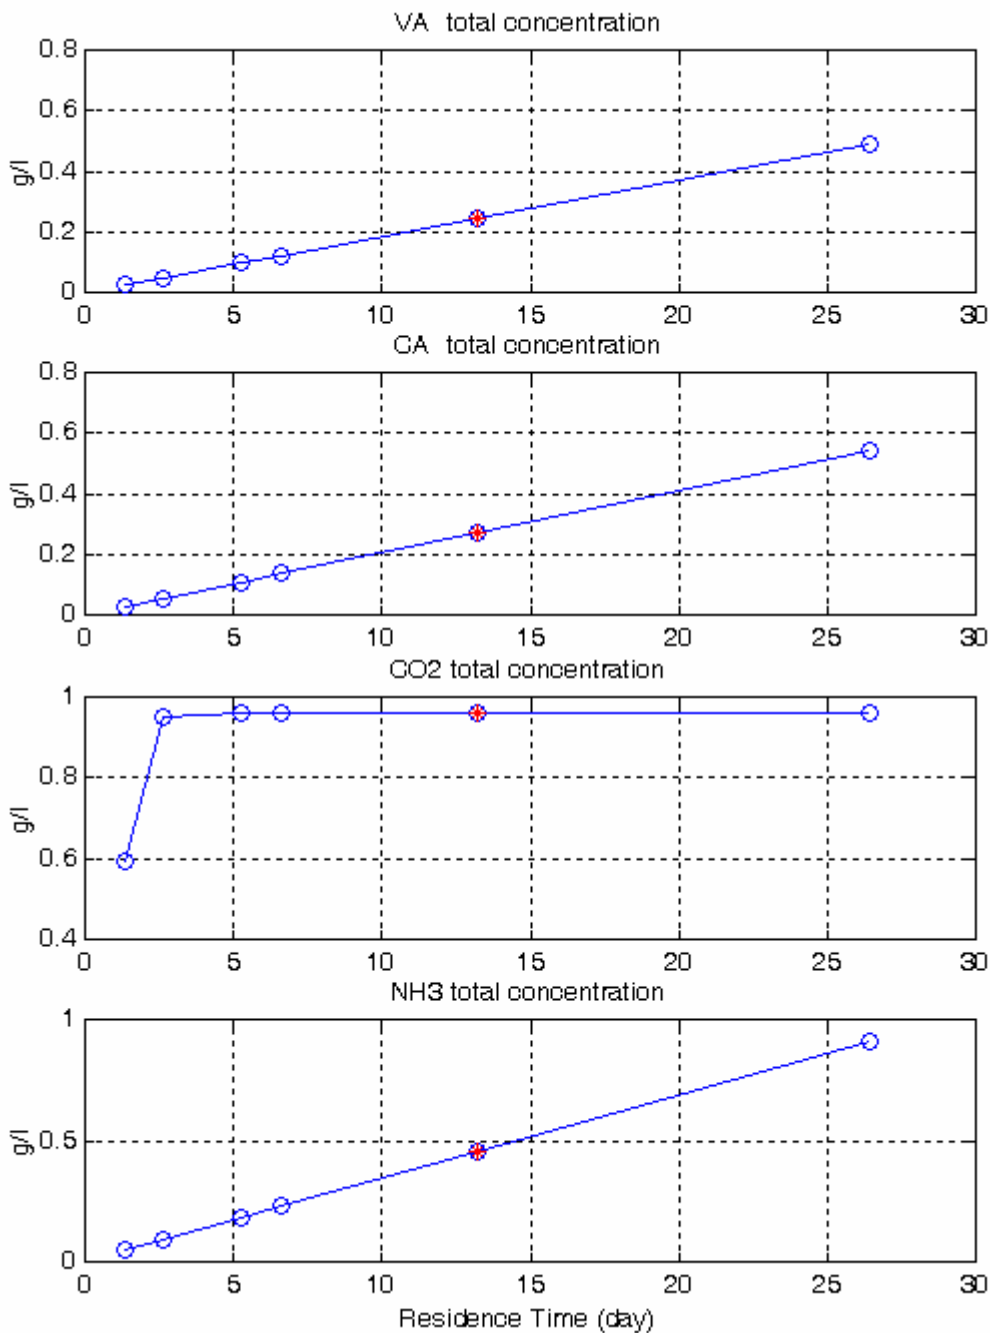 VA total concentration
0.8
0.6
0.4
0.2
0
g/l
0 5 10 15 20 25 30
CA total concentration
0.8
0.6
0.4
0.2
0
g/l
0 5 10 15 20 25 30
CO2 total concentration
1
0.8
0.6
0.4
g/l
0 5 10 15 20 25 30
NH3 total concentration
1
0.5
0
g/l
0 5 10 15 20 25 30
Residence Time (day)